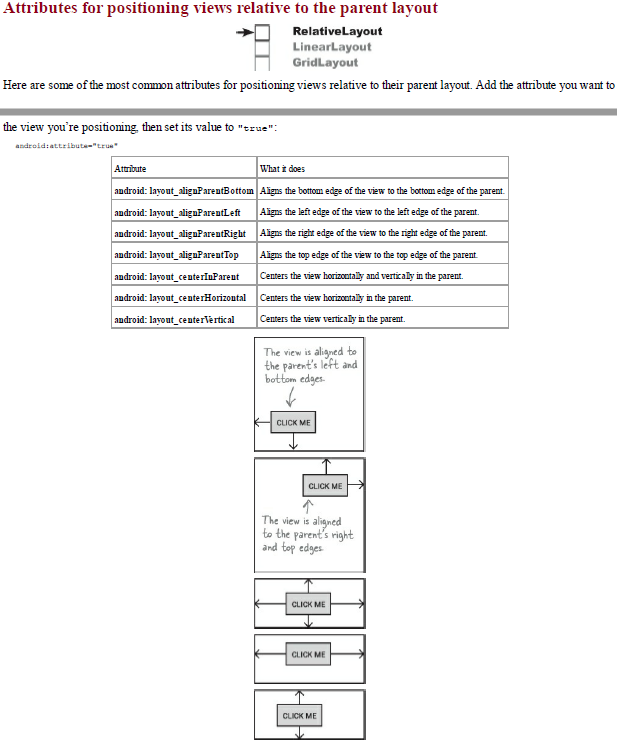 Attributes for positioning views relative to the parent layout
RelativeLayout
LinearLayout
GridLayout
Here are some of the most common attributes for positioning views relative to their parent layout. Add the attribute you want to
the view you're positioning, then set its value to "true":
android:attribute="true"
Attribute What it does
android: layout_alignParentBottom Aligns the bottom edge of the view to the bottom edge of the parent.
android: layout_alignParentLeft Aligns the left edge of the view to the left edge of the parent.
android: layout_alignParentRight Aligns the right edge of the view to the right edge of the parent.
android: layout_alignParentTop Aligns the top edge of the view to the top edge of the parent.
android: layout_centerInParent Centers the view horizontally and vertically in the parent.
android: layout_centerHorizontal Centers the view horizontally in the parent.
android: layout_centerVertical Centers the view vertically in the parent.
The view is aligned to
the parent's left and
bottom edges.
CLICK ME
CLICK ME
The view is aligned
to the parent's right
and top edges.
CLICK ME
CLICK ME
CLICK ME